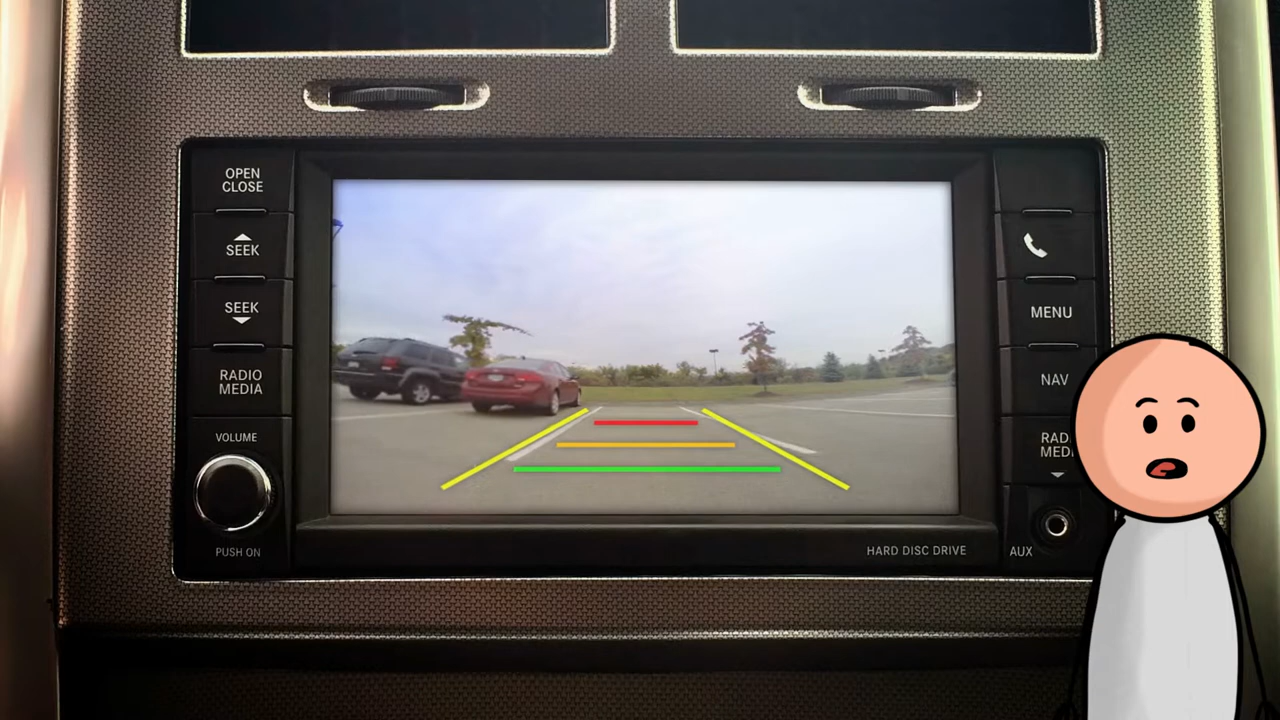 OPEN
CLOSE
SEEK
SEEK
RADIO
MEDIA
VOLUME
PUSH ON
MENU
NAV
HARD DISC DRIVE
AUX